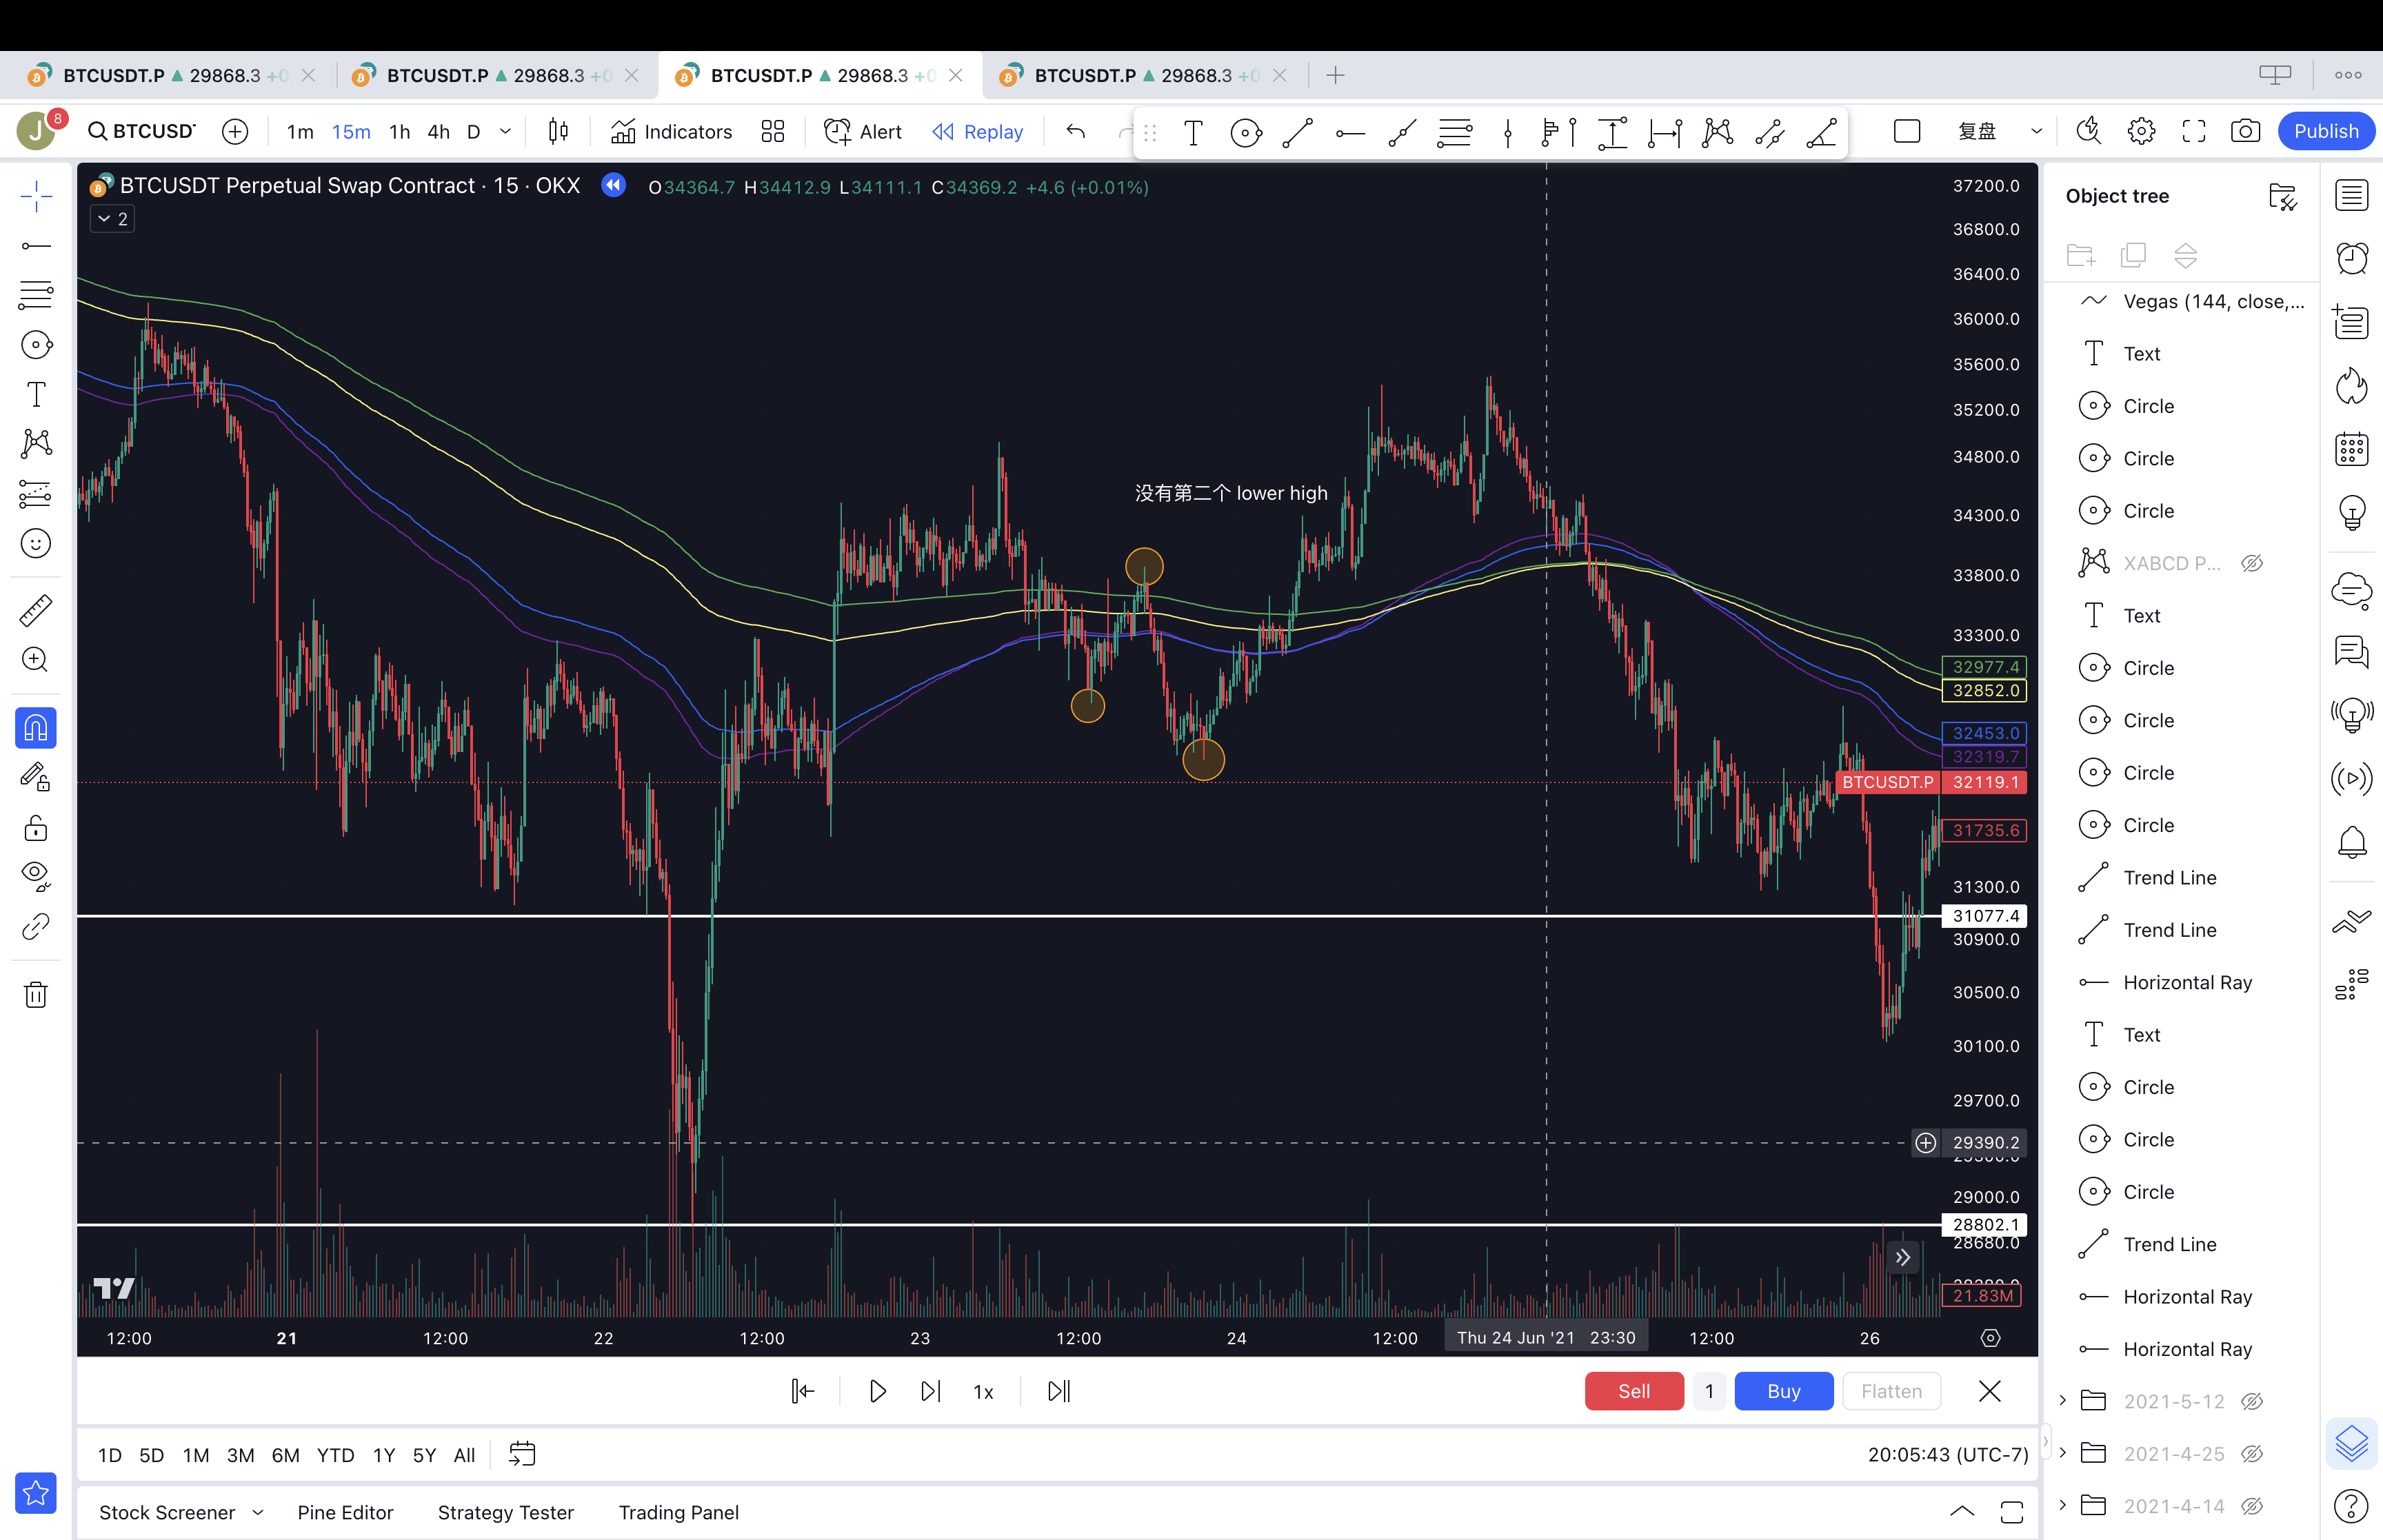 BTCUSDT.P ▲ 29868.3 +0
BTCUSDT.P ▲ 29868.3 +0
BTCUSDT.P ▲ 29868.3 +0
BTCUSDT.P ▲ 29868.3 +0
J 8
BTCUSD
1m 15m 1h 4h D
Indicators
Alert
Replay
复盘
Publish
BTCUSDT Perpetual Swap Contract · 15 · OKX
O34364.7 H34412.9 L34111.1 C34369.2 +4.6 (+0.01%)
2
没有第二个 lower high
37200.0
36800.0
36400.0
36000.0
35600.0
35200.0
34800.0
34300.0
33800.0
33300.0
32977.4
32852.0
32453.0
32319.7
BTCUSDT.P 32119.1
31735.6
31300.0
31077.4
30900.0
30500.0
30100.0
29700.0
29390.2
29000.0
28802.1
28680.0
21.83M
12:00 21 12:00 22 12:00 23 12:00 24 12:00 Thu 24 Jun '21 23:30 12:00 26
1x
Sell 1 Buy Flatten
1D 5D 1M 3M 6M YTD 1Y 5Y All
20:05:43 (UTC-7)
Stock Screener Pine Editor Strategy Tester Trading Panel
Object tree
Vegas (144, close,...
Text
Circle
Circle
Circle
XABCD P...
Text
Circle
Circle
Circle
Circle
Trend Line
Trend Line
Horizontal Ray
Text
Circle
Circle
Circle
Trend Line
Horizontal Ray
Horizontal Ray
2021-5-12
2021-4-25
2021-4-14